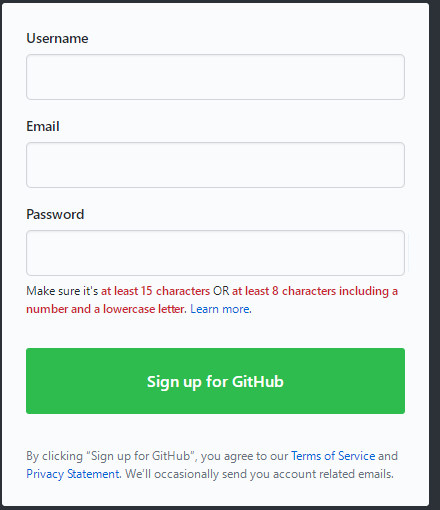 Username
Email
Password
Make sure it's at least 15 characters OR at least 8 characters including a
number and a lowercase letter. Learn more.
Sign up for GitHub
By clicking “Sign up for GitHub”, you agree to our Terms of Service and
Privacy Statement. We’ll occasionally send you account related emails.